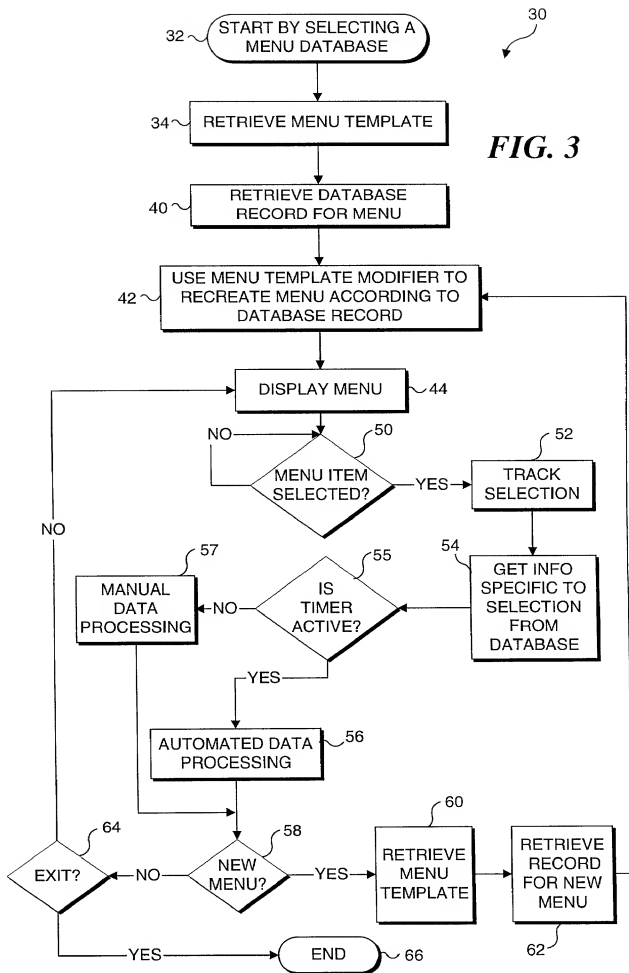 30
START BY SELECTING A
MENU DATABASE
32
FIG. 3
34
RETRIEVE MENU TEMPLATE
40
RETRIEVE DATABASE
RECORD FOR MENU
42
USE MENU TEMPLATE MODIFIER TO
RECREATE MENU ACCORDING TO
DATABASE RECORD
DISPLAY MENU
44
NO
50
MENU ITEM
SELECTED?
YES
52
TRACK
SELECTION
NO
54
GET INFO
SPECIFIC TO
SELECTION
FROM
DATABASE
55
IS
TIMER
ACTIVE?
NO
57
MANUAL
DATA
PROCESSING
YES
AUTOMATED DATA
PROCESSING
56
58
NEW
MENU?
YES
60
RETRIEVE
MENU
TEMPLATE
RETRIEVE
RECORD
FOR NEW
MENU
62
NO
64
EXIT?
YES
END
66